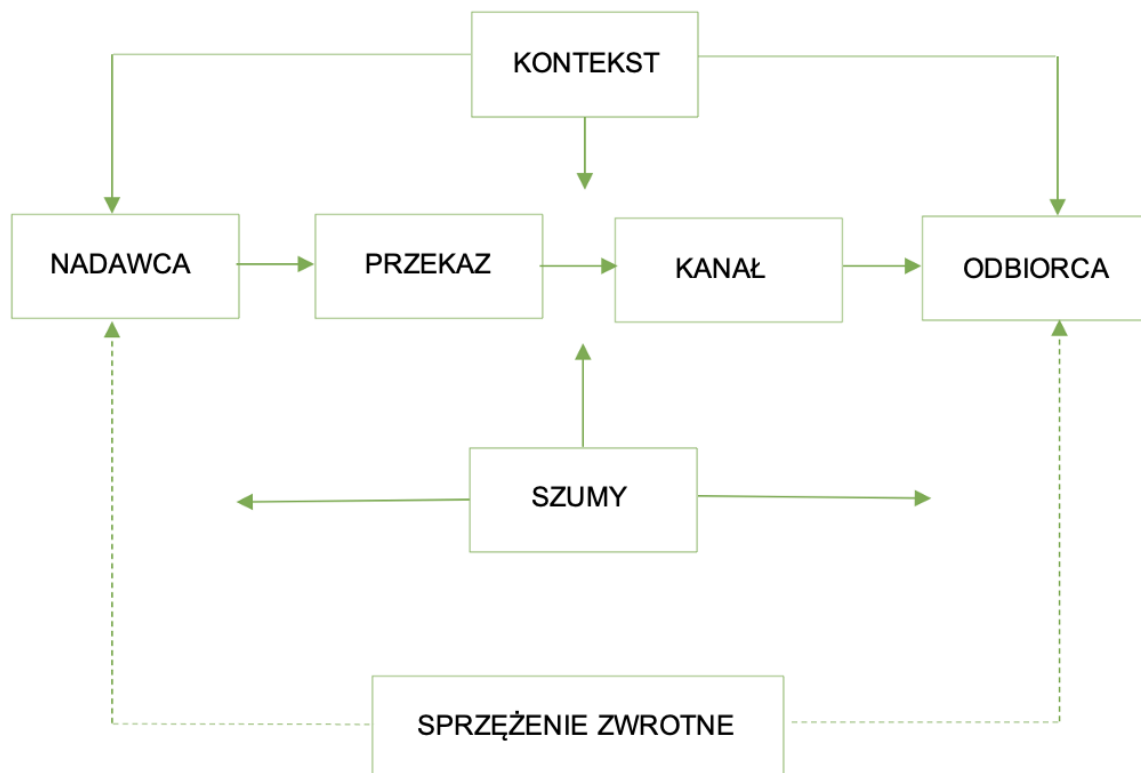 KONTEKST
NADAWCA
PRZEKAZ
KANAŁ
ODBIORCA
SZUMY
SPRZĘŻENIE ZWROTNE